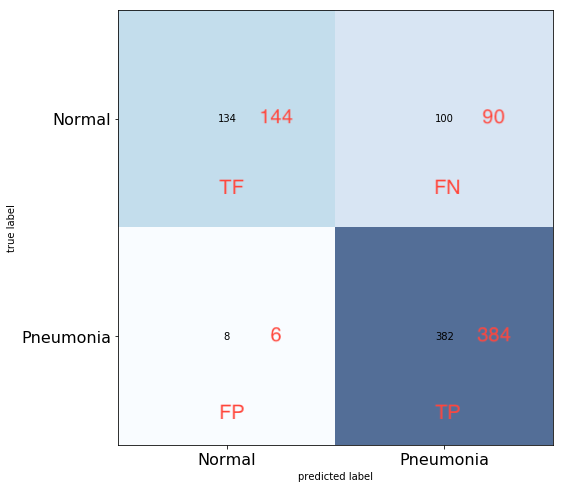 Normal
134 144
100 90
TF
FN
true label
Pneumonia
8 6
382 384
FP
TP
Normal
Pneumonia
predicted label